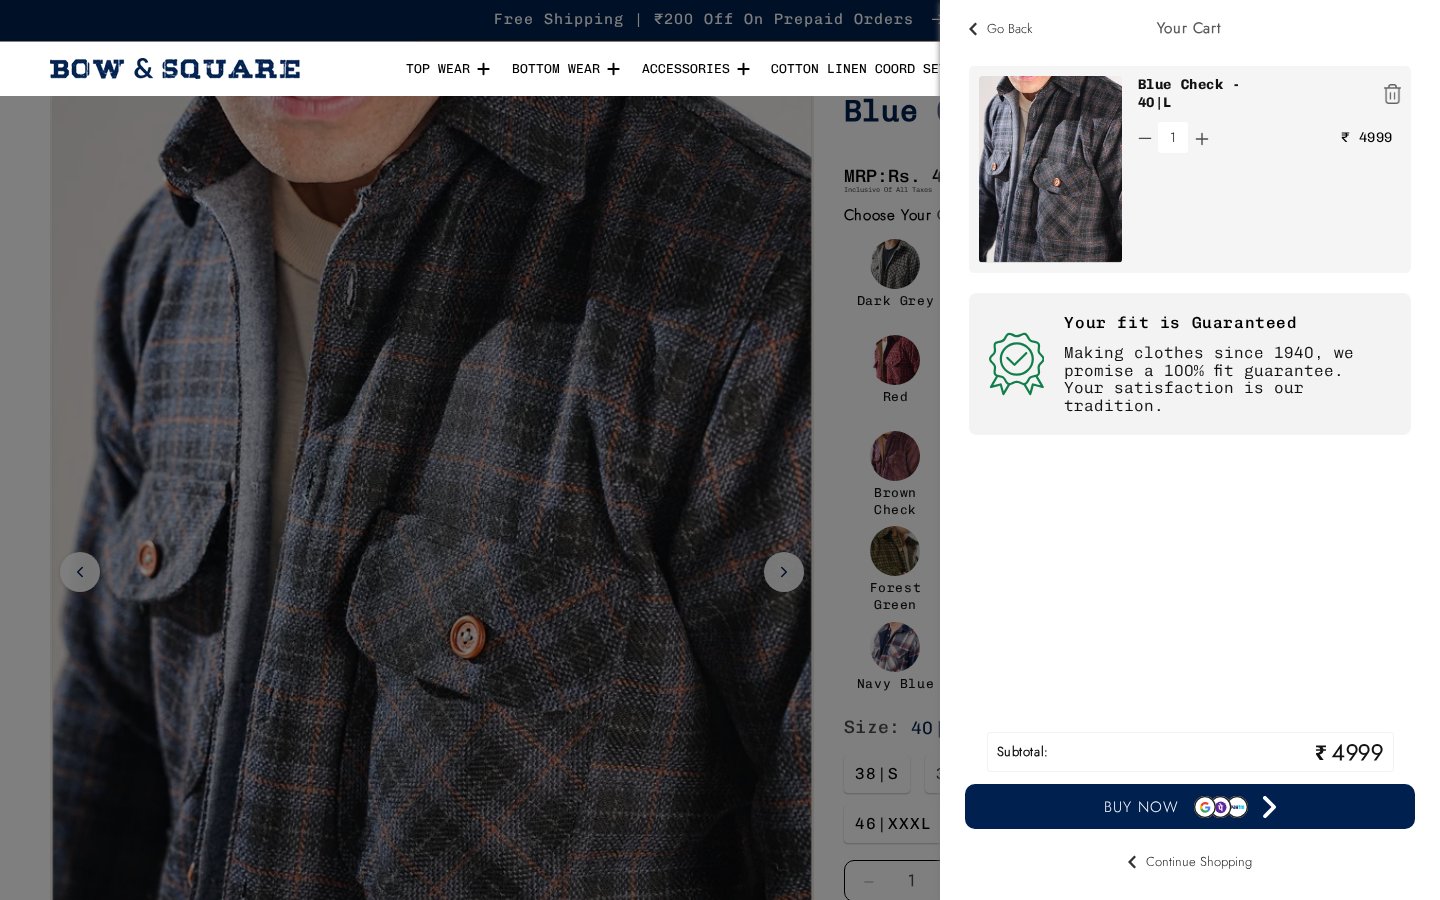 Free Shipping | ₹200 Off On Prepaid Orders
BOW & SQUARE
TOP WEAR
BOTTOM WEAR
ACCESSORIES
COTTON LINEN COORD
Blue
MRP:Rs.
Inclusive Of All Taxes
Choose Your
Dark Grey
Red
Brown
Check
Forest
Green
Navy Blue
Size: 40|
38|S
46|XXXL
1
Go Back
Your Cart
Blue Check -
40|L
1
₹ 4999
Your fit is Guaranteed
Making clothes since 1940, we
promise a 100% fit guarantee.
Your satisfaction is our
tradition.
Subtotal:
₹ 4999
BUY NOW
Continue Shopping